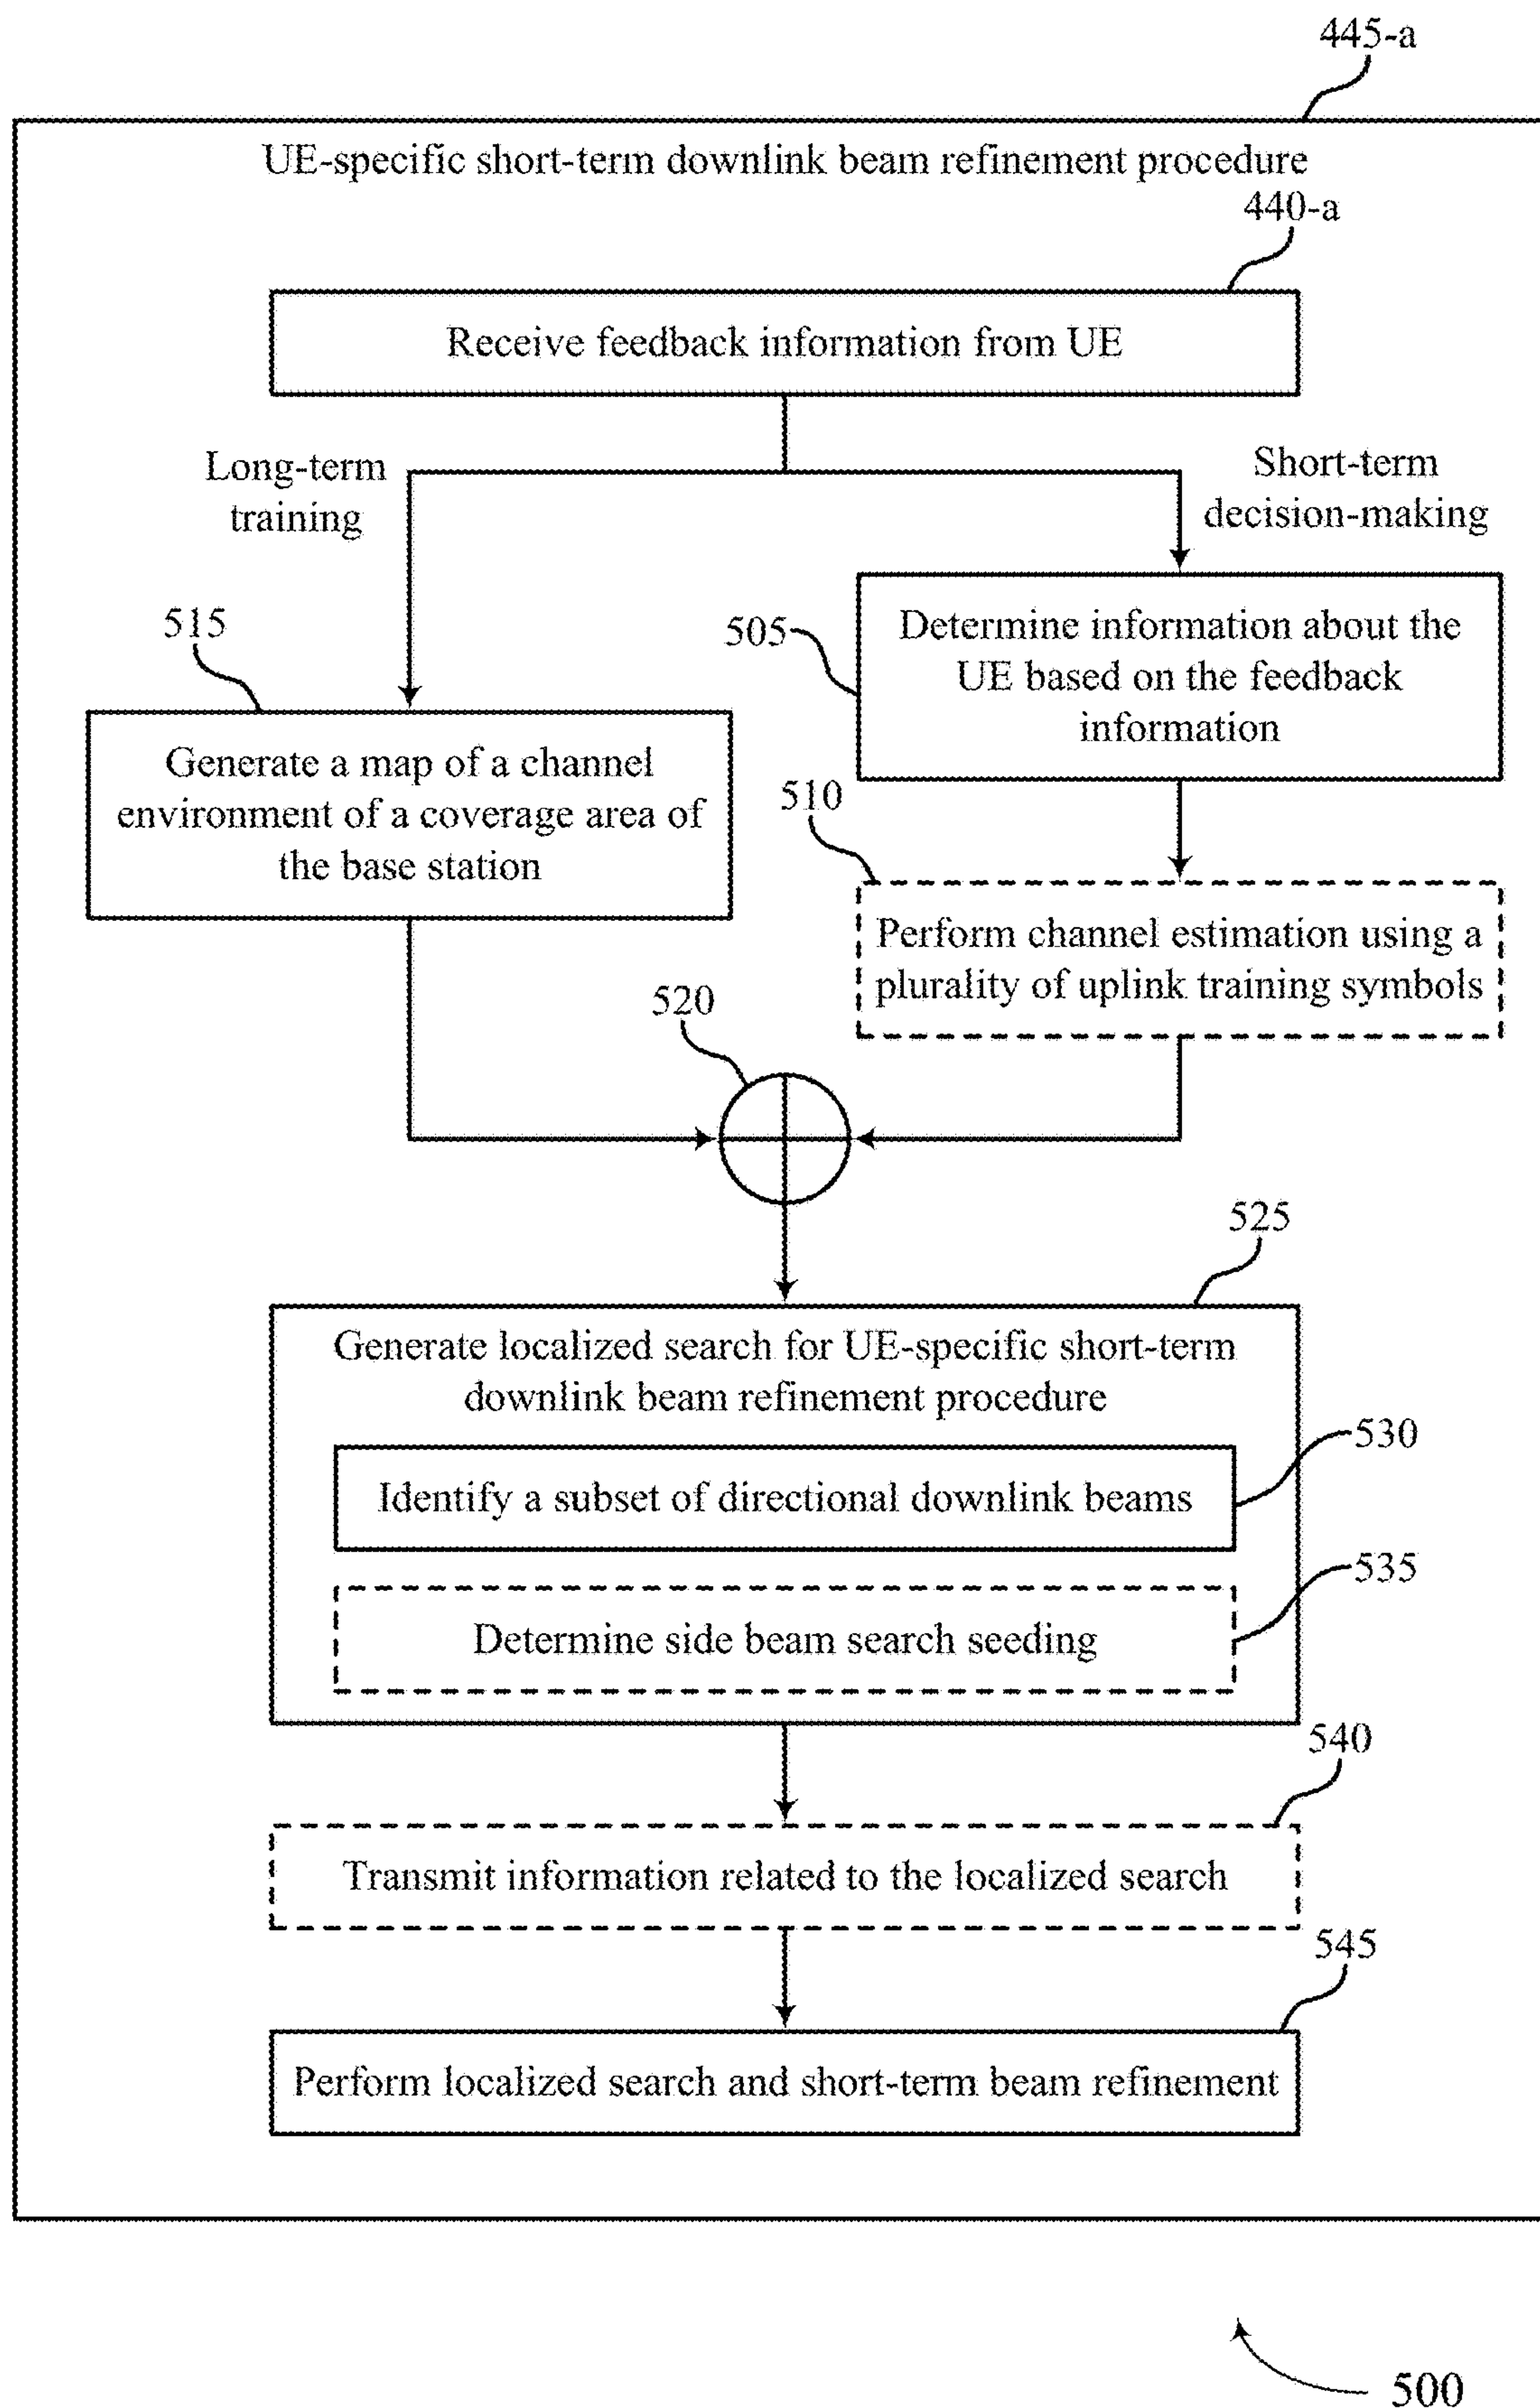 445-a
UE-specific short-term downlink beam refinement procedure
440-a
Receive feedback information from UE
Long-term
training
Short-term
decision-making
515
505
Determine information about the
UE based on the feedback
information
Generate a map of a channel
environment of a coverage area of
the base station
510
Perform channel estimation using a
plurality of uplink training symbols
520
525
Generate localized search for UE-specific short-term
downlink beam refinement procedure
530
Identify a subset of directional downlink beams
535
Determine side beam search seeding
540
Transmit information related to the localized search
545
Perform localized search and short-term beam refinement
500